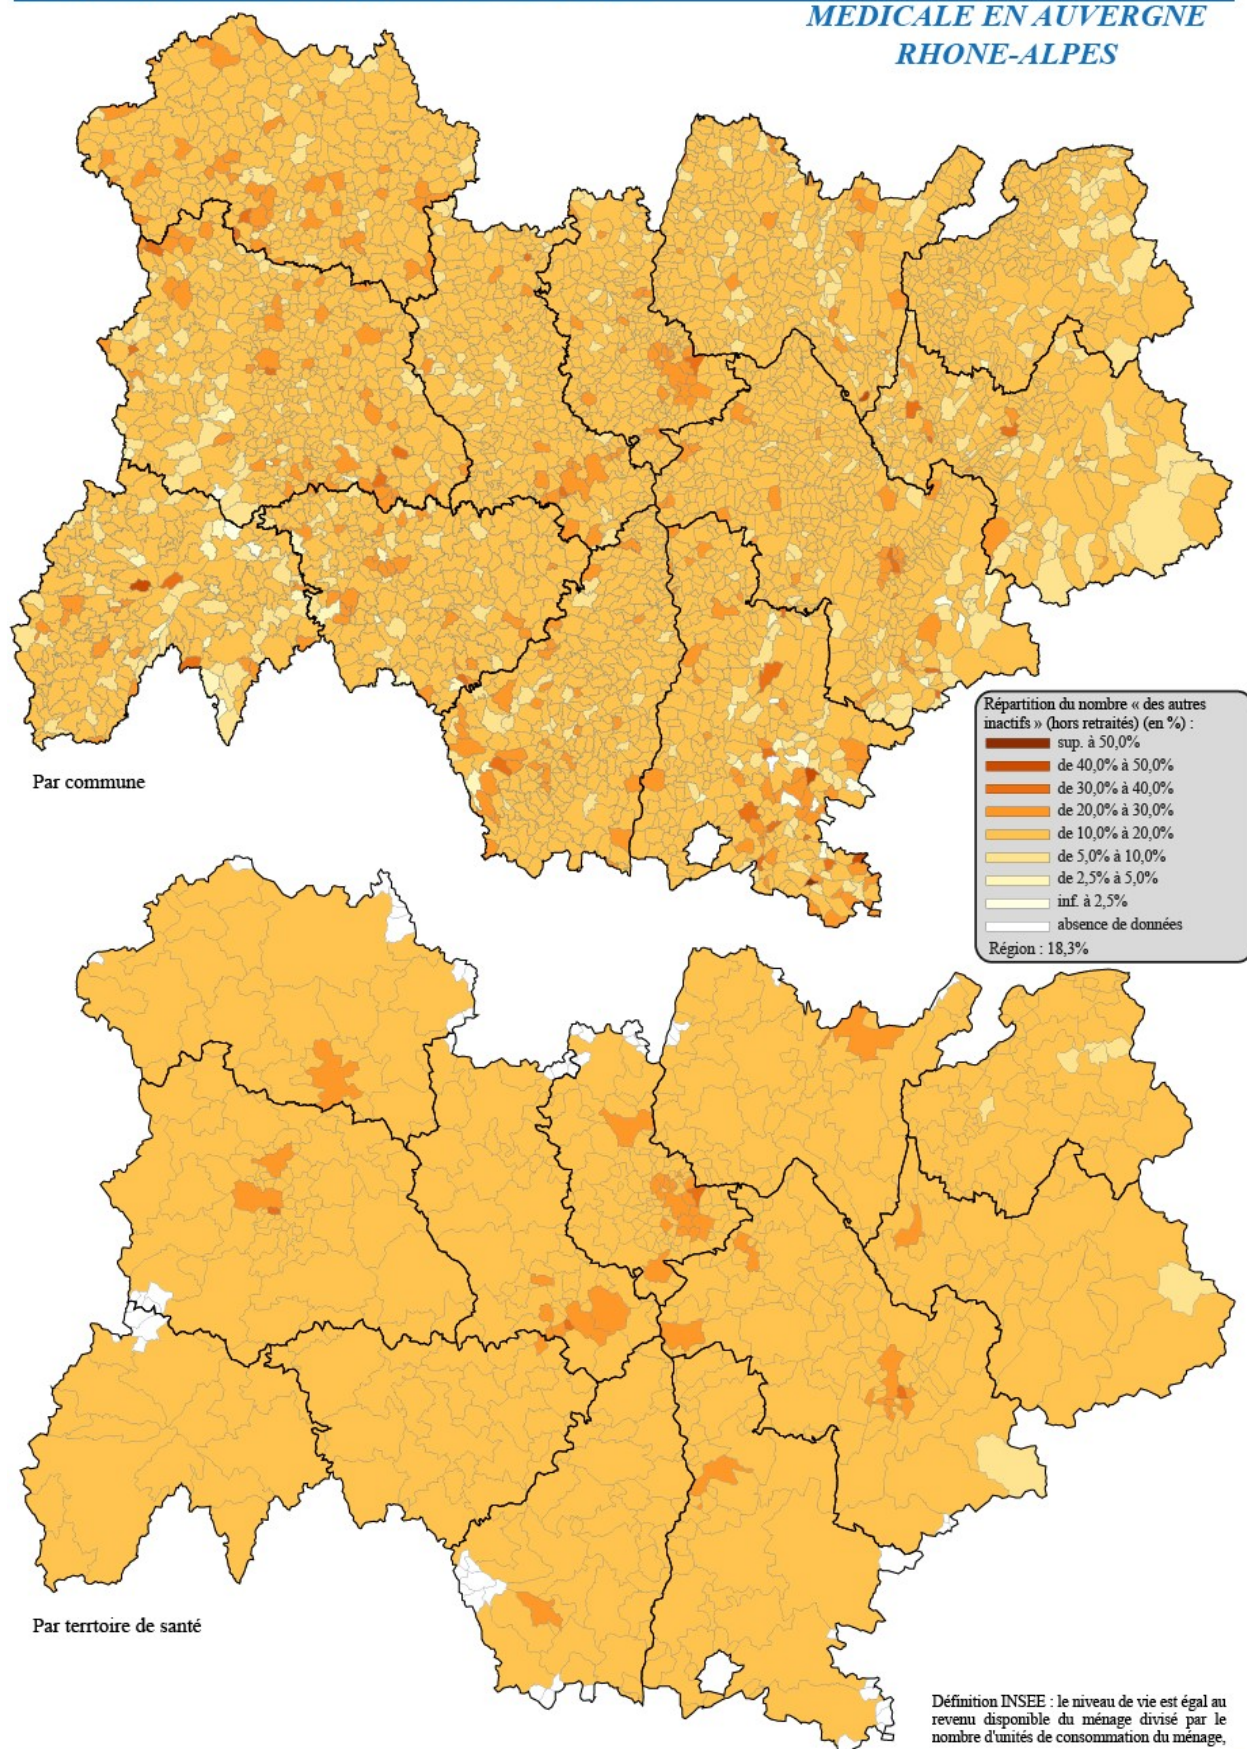 MEDICALE EN AUVERGNE
RHONE-ALPES
Répartition du nombre « des autres
inactifs » (hors retraités) (en %) :
sup. à 50,0%
de 40,0% à 50,0%
de 30,0% à 40,0%
de 20,0% à 30,0%
de 10,0% à 20,0%
de 5,0% à 10,0%
de 2,5% à 5,0%
inf. à 2,5%
absence de données
Région : 18,3%
Par commune
Par terrtoire de santé
Définition INSEE : le niveau de vie est égal au
revenu disponible du ménage divisé par le
nombre d'unités de consommation du ménage,